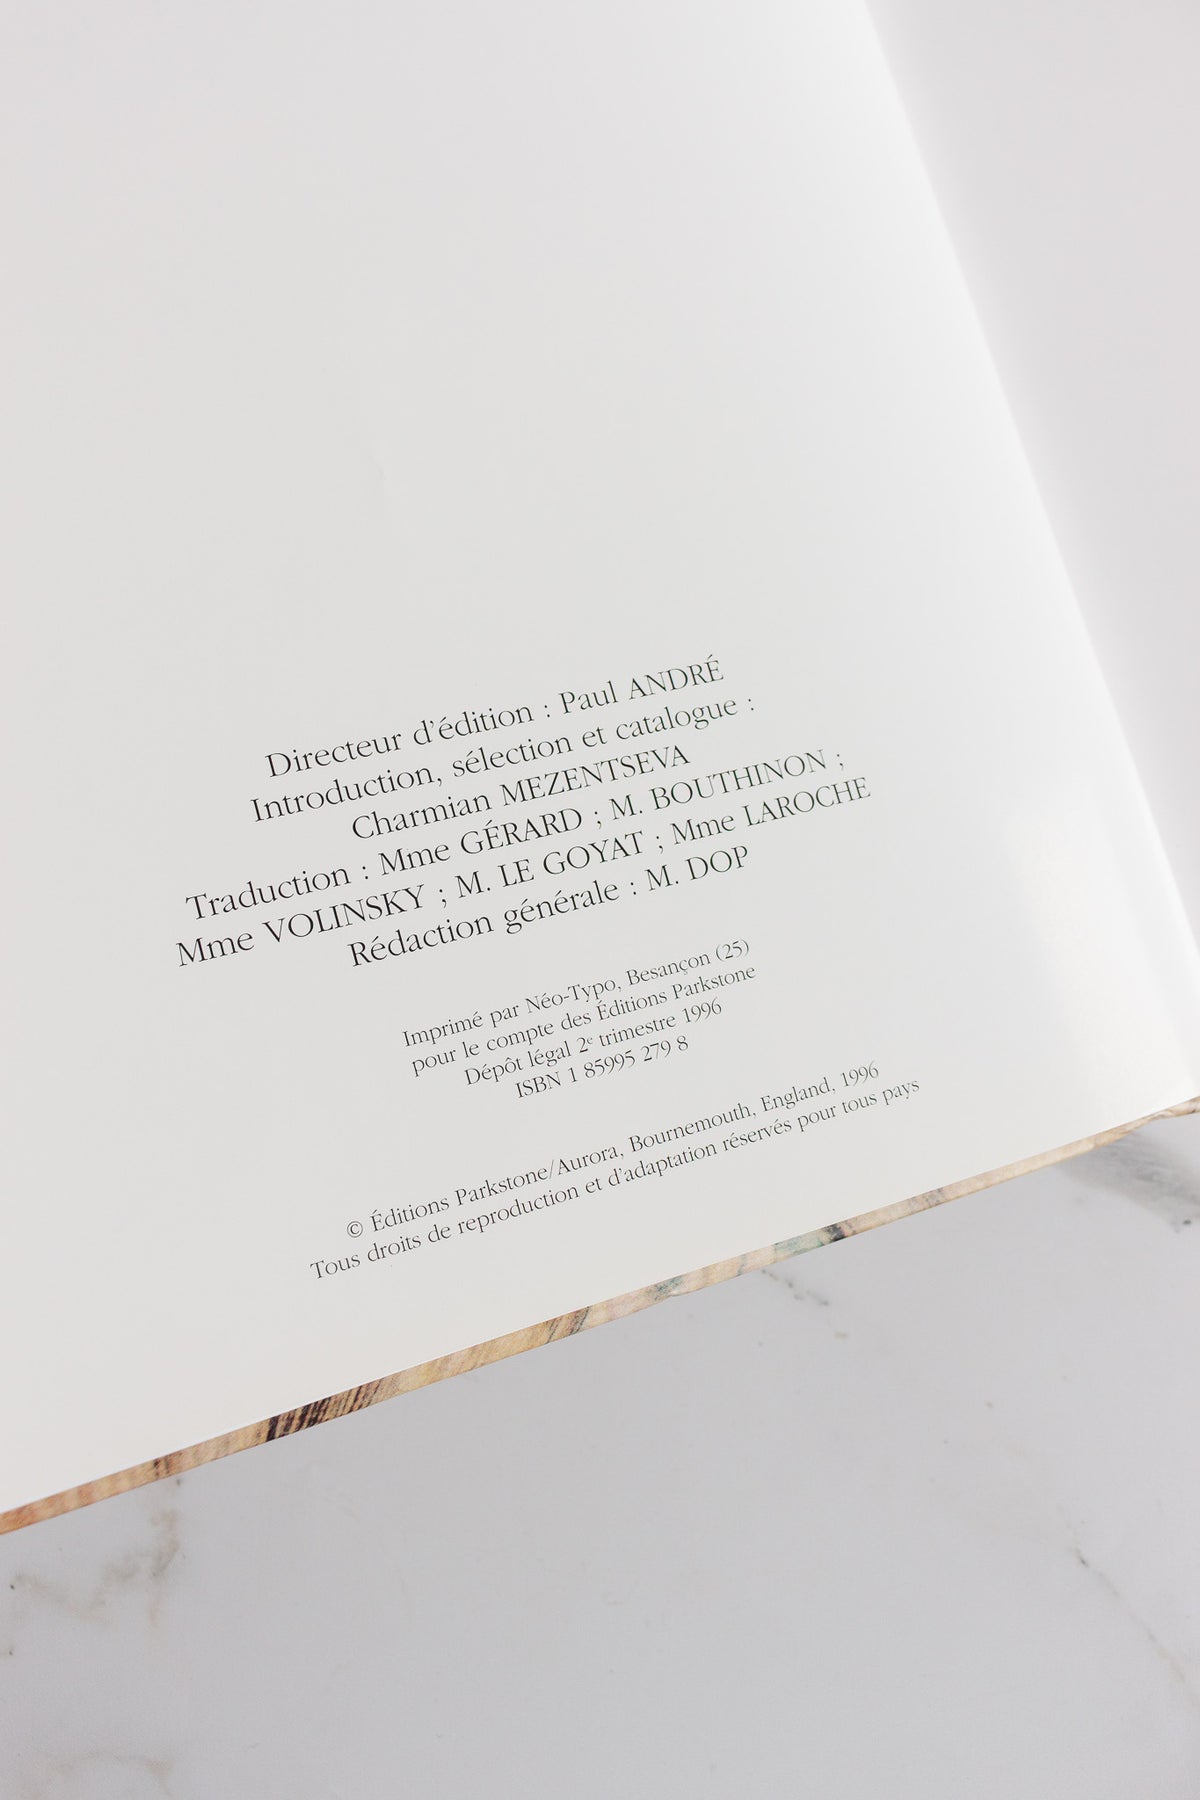 Directeur d'édition : Paul ANDRÉ
Introduction, sélection et catalogue :
Charmian MEZENTSEVA
Traduction : Mme GÉRARD ; M. BOUTHINON ;
Mme VOLINSKY ; M. LE GOYAT ; Mme LAROCHE
Rédaction générale : M. DOP
Imprimé par Néo-Typo, Besançon (25)
pour le compte des Éditions Parkstone
Dépôt légal 2e trimestre 1996
ISBN 1 85995 279 8
© Éditions Parkstone/Aurora, Bournemouth, England, 1996
Tous droits de reproduction et d'adaptation réservés pour tous pays